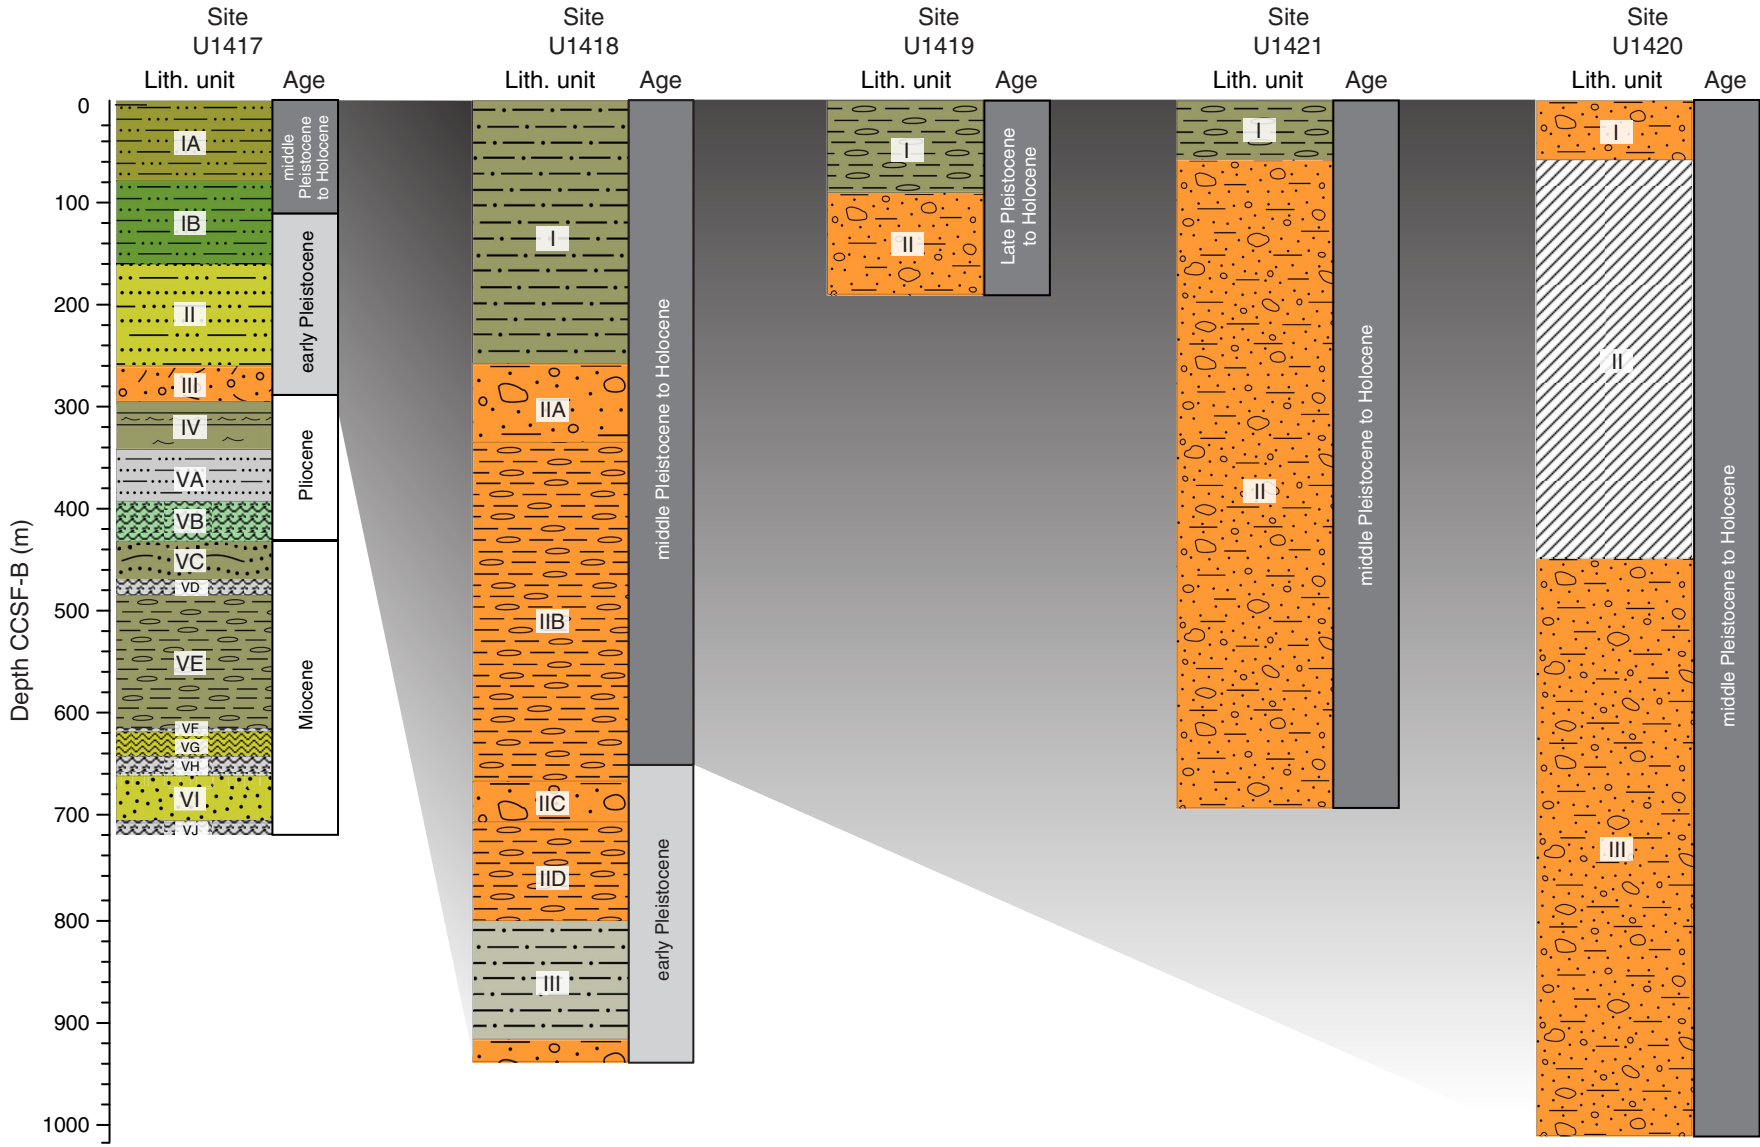 Site
U1417
Site
U1418
Site
U1419
Site
U1421
Site
U1420
Lith. unit
Age
Lith. unit
Age
Lith. unit
Age
Lith. unit
Age
Lith. unit
Age
Depth CCSF-B (m)
0
100
200
300
400
500
600
700
800
900
1000
IA
IB
II
III
IV
VA
VB
VC
VD
VE
VF
VG
VH
VI
VJ
middle
Pleistocene
to Holocene
early Pleistocene
Pliocene
Miocene
I
IIA
IIB
IIC
IID
III
middle Pleistocene to Holocene
early Pleistocene
I
II
Late Pleistocene
to Holocene
I
II
middle Pleistocene to Holocene
I
II
III
middle Pleistocene to Holocene